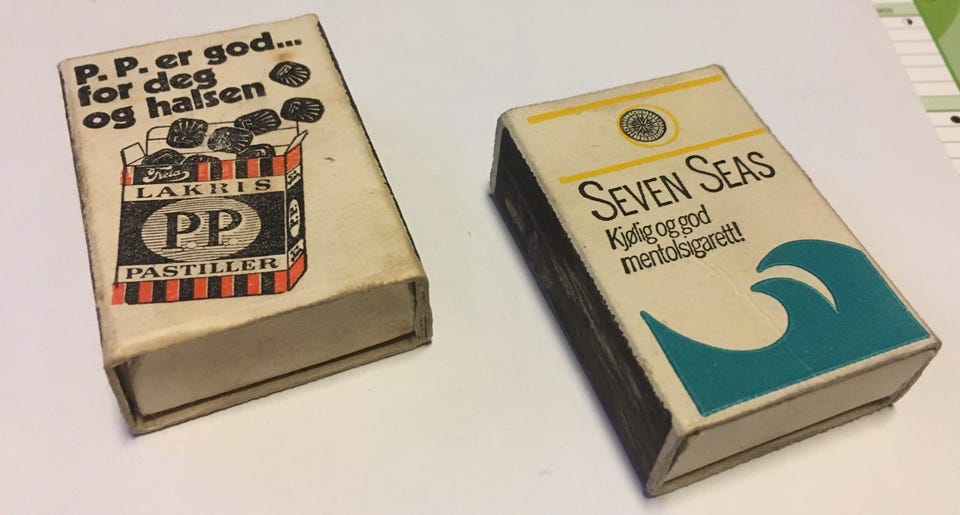 P. P. er god...
for deg
og halsen
Freia
LAKRIS
P.P.
PASTILLER
SEVEN SEAS
Kjølig og god
mentolsigarett!